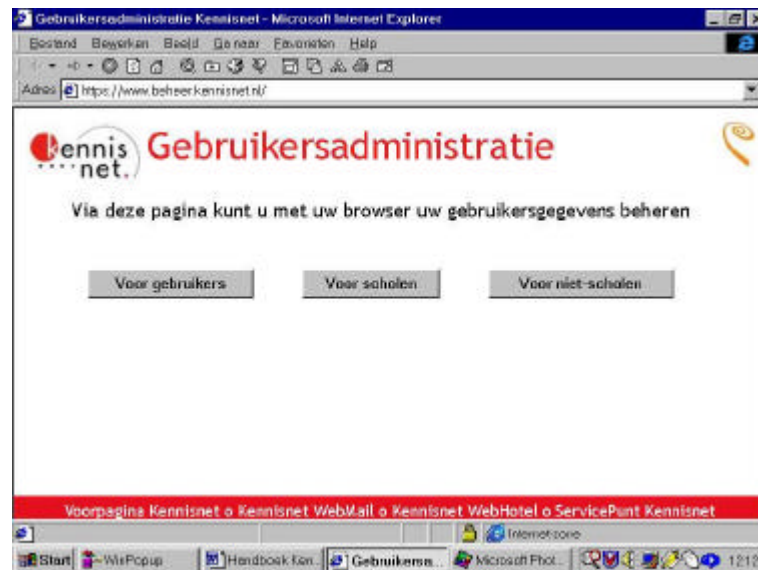 Gebruikersadministratie Kennisnet - Microsoft Internet Explorer
Bestand Bewerken Beeld Ga naar Favorieten Help
Adres https://www.beheer.kennisnet.nl/
kennis net. Gebruikersadministratie
Via deze pagina kunt u met uw browser uw gebruikersgegevens beheren
Voor gebruikers Voor scholen Voor niet-scholen
Voorpagina Kennisnet o Kennisnet WebMail o Kennisnet WebHotel o ServicePunt Kennisnet
Internet-zone
Start WinPopup Handboek Ken... Gebruikersa... Microsoft Phot... 12:13